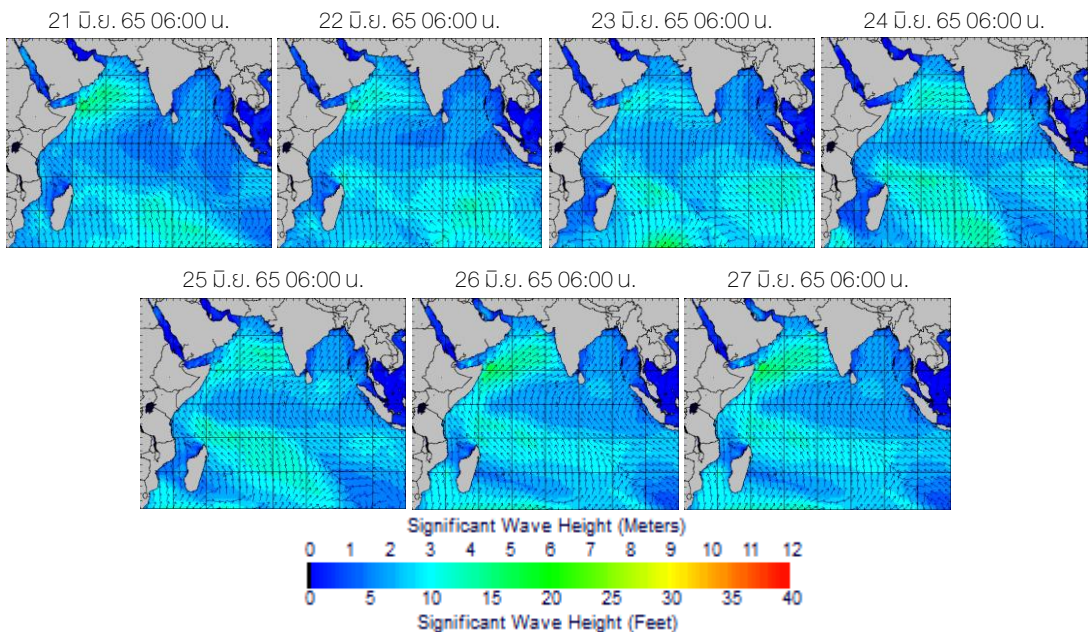 21 มิ.ย. 65 06:00 น.
22 มิ.ย. 65 06:00 น.
23 มิ.ย. 65 06:00 น.
24 มิ.ย. 65 06:00 น.
25 มิ.ย. 65 06:00 น.
26 มิ.ย. 65 06:00 น.
27 มิ.ย. 65 06:00 น.
Significant Wave Height (Meters)
0 1 2 3 4 5 6 7 8 9 10 11 12
0 5 10 15 20 25 30 35 40
Significant Wave Height (Feet)